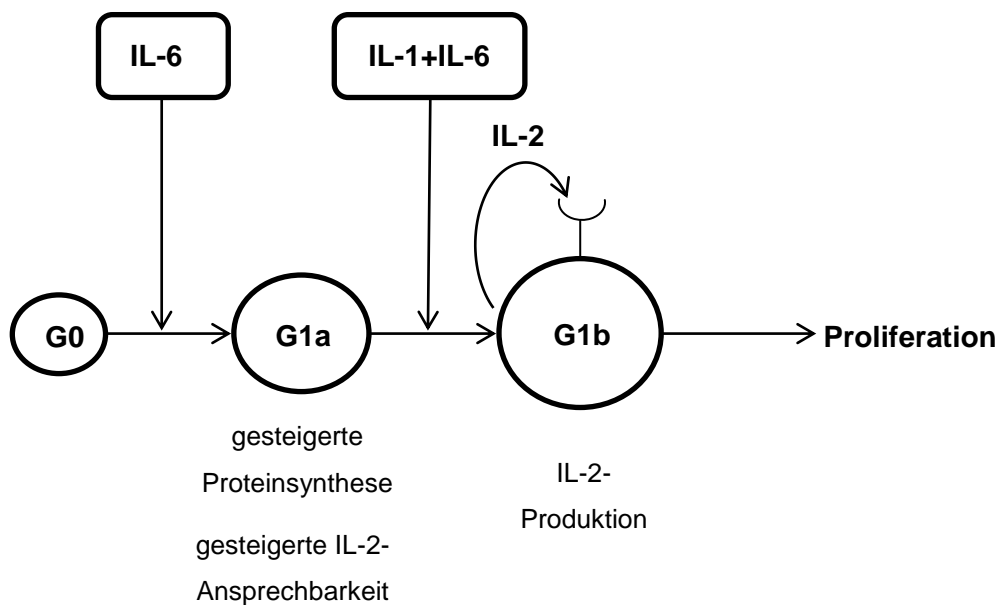 IL-6
IL-1+IL-6
IL-2
G0
G1a
G1b
Proliferation
gesteigerte
Proteinsynthese
gesteigerte IL-2-
Ansprechbarkeit
IL-2-
Produktion